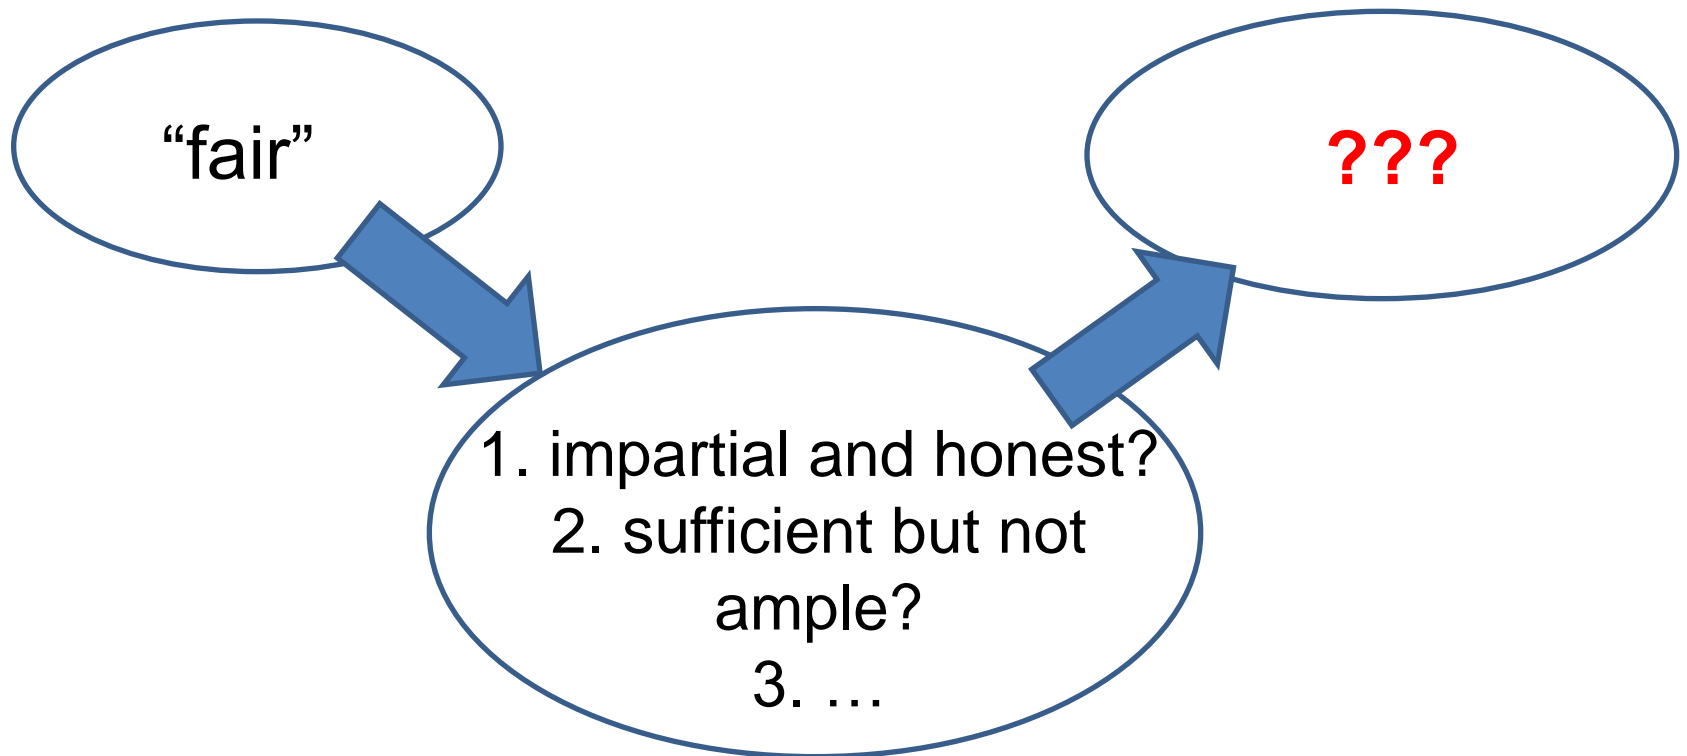 “fair”
???
1. impartial and honest?
2. sufficient but not
ample?
3. …